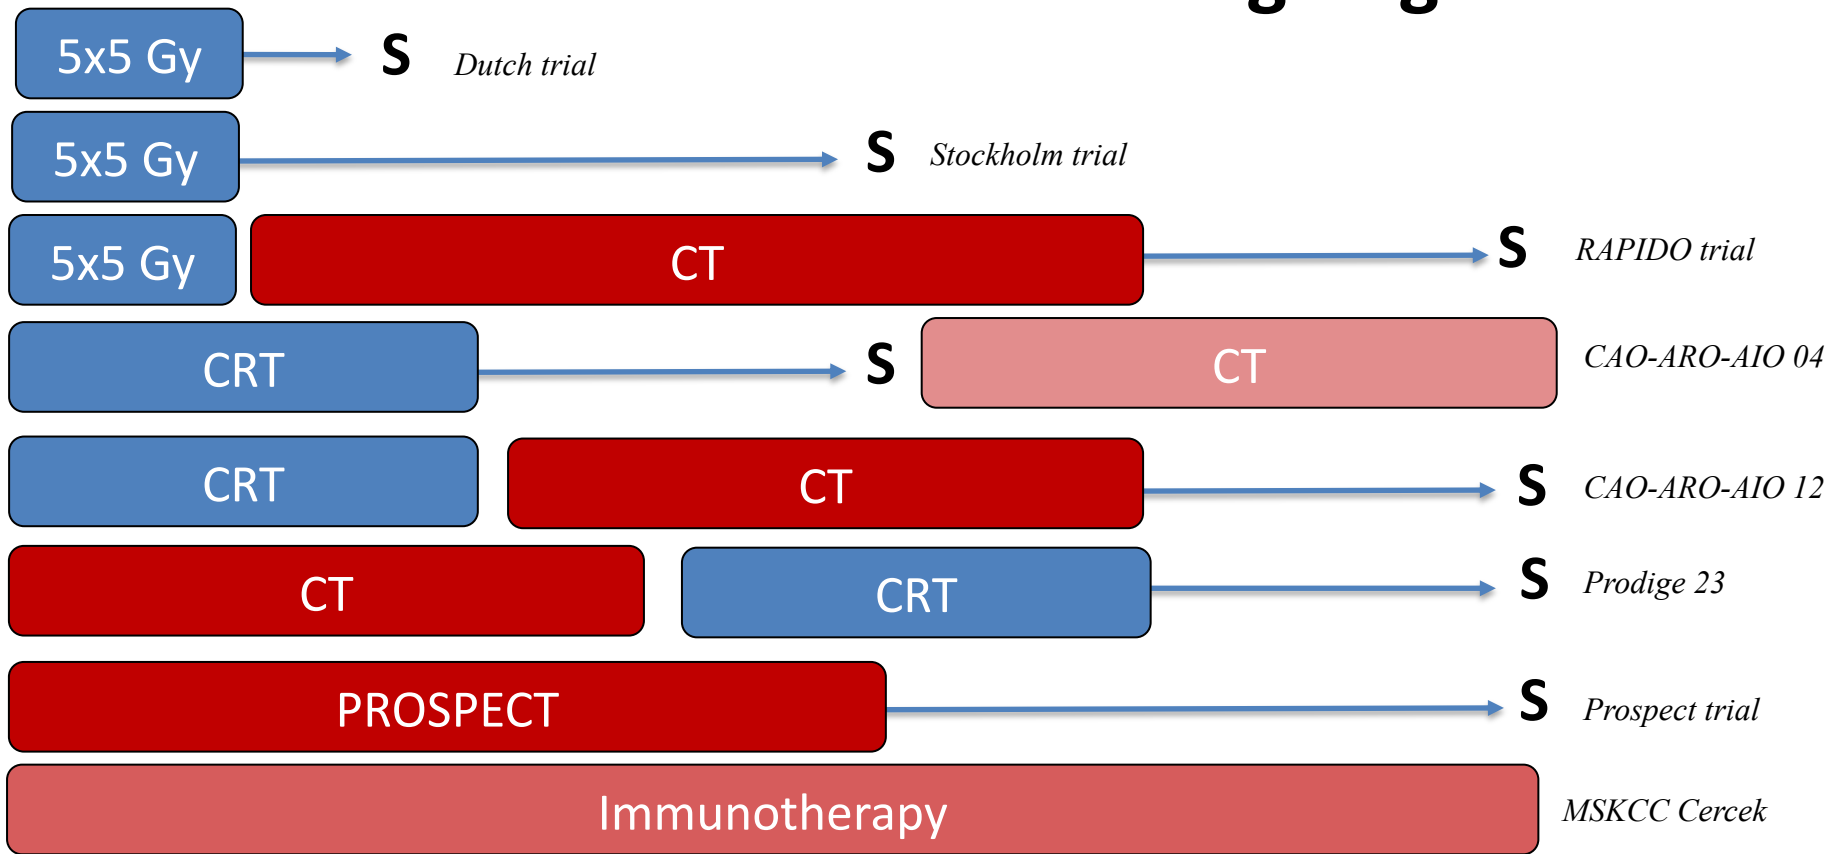 5x5 Gy S Dutch trial
5x5 Gy S Stockholm trial
5x5 Gy CT S RAPIDO trial
CRT S CT CAO-ARO-AIO 04
CRT CT S CAO-ARO-AIO 12
CT CRT S Prodige 23
PROSPECT S Prospect trial
Immunotherapy MSKCC Cercek